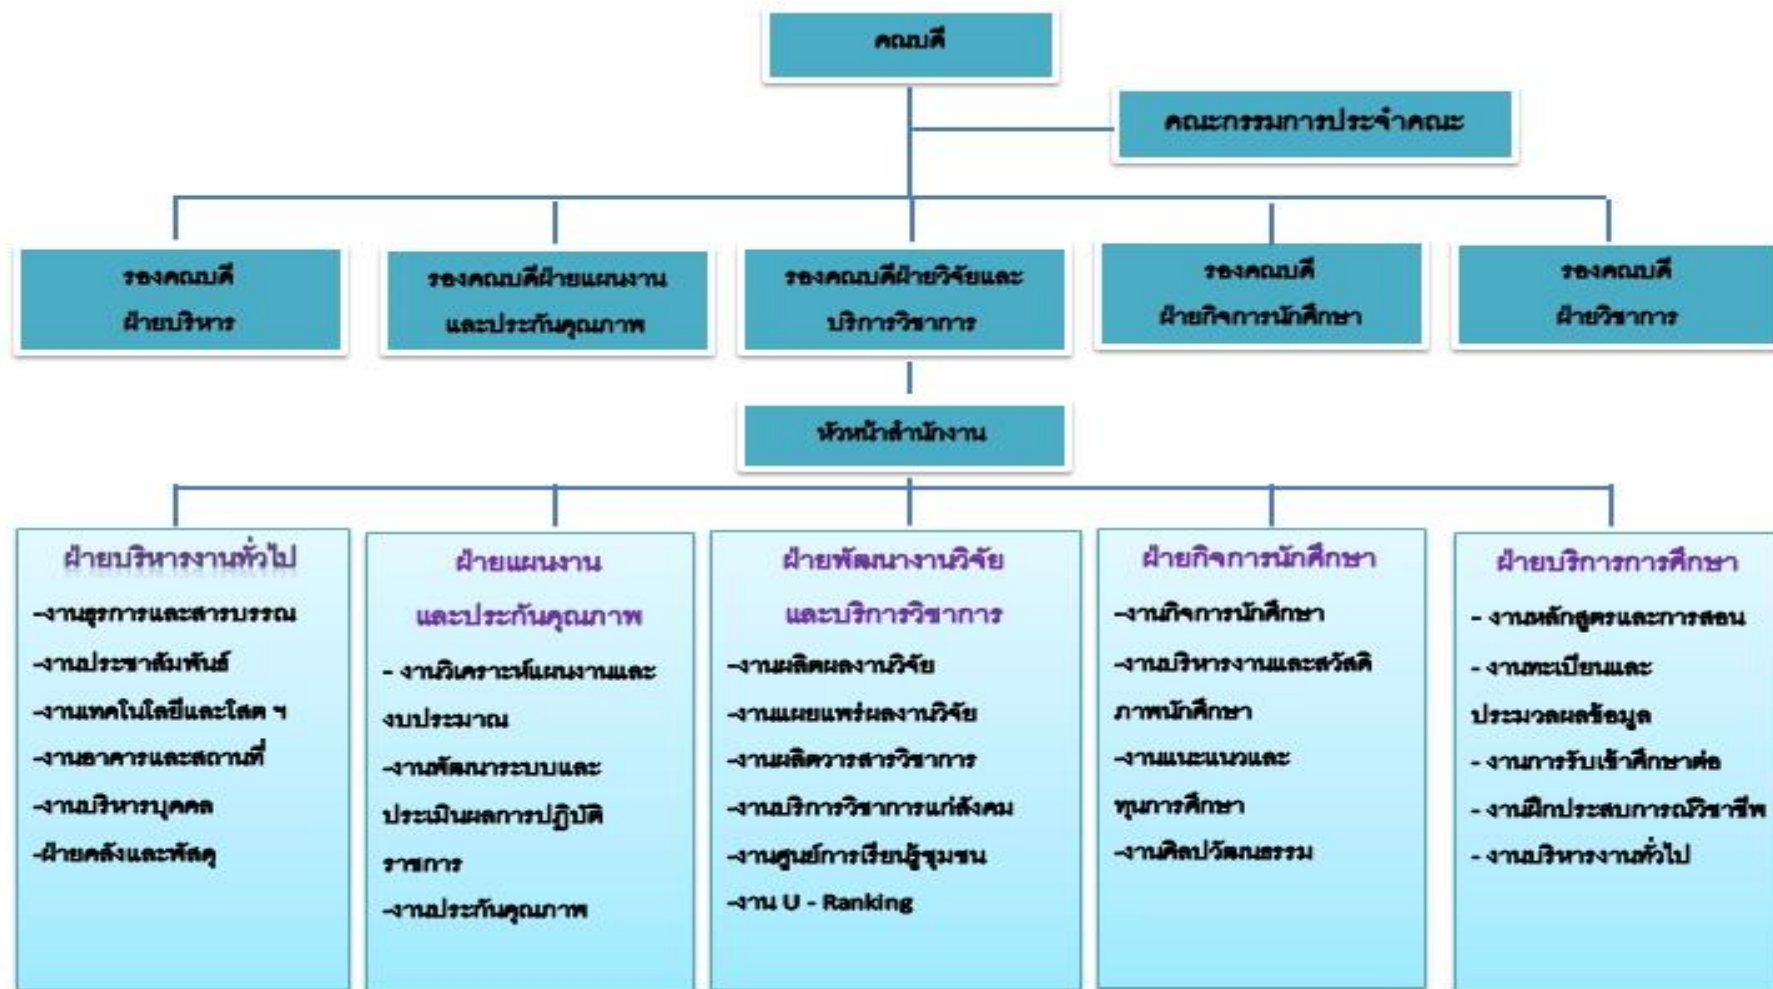 คณบดี
คณะกรรมการประจำคณะ
รองคณบดี
ฝ่ายบริหาร
รองคณบดีฝ่ายแผนงาน
และประกันคุณภาพ
รองคณบดีฝ่ายวิจัยและ
บริการวิชาการ
รองคณบดี
ฝ่ายกิจการนักศึกษา
รองคณบดี
ฝ่ายวิชาการ
หัวหน้าสำนักงาน
ฝ่ายบริหารงานทั่วไป
-งานธุรการและสารบรรณ
-งานประชาสัมพันธ์
-งานเทคโนโลยีและโสต ฯ
-งานอาคารและสถานที่
-งานบริหารบุคคล
-ฝ่ายคลังและพัสดุ
ฝ่ายแผนงาน
และประกันคุณภาพ
- งานวิเคราะห์แผนงานและ
งบประมาณ
-งานพัฒนาระบบและ
ประเมินผลการปฏิบัติ
ราชการ
-งานประกันคุณภาพ
ฝ่ายพัฒนางานวิจัย
และบริการวิชาการ
-งานผลิตผลงานวิจัย
-งานเผยแพร่ผลงานวิจัย
-งานผลิตวารสารวิชาการ
-งานบริการวิชาการแก่สังคม
-งานศูนย์การเรียนรู้ชุมชน
-งาน U - Ranking
ฝ่ายกิจการนักศึกษา
-งานกิจการนักศึกษา
-งานบริหารงานและสวัสดิ
ภาพนักศึกษา
-งานแนะแนวและ
ทุนการศึกษา
-งานศิลปวัฒนธรรม
ฝ่ายบริการการศึกษา
- งานหลักสูตรและการสอน
- งานทะเบียนและ
ประมวลผลข้อมูล
- งานการรับเข้าศึกษาต่อ
- งานฝึกประสบการณ์วิชาชีพ
- งานบริหารงานทั่วไป